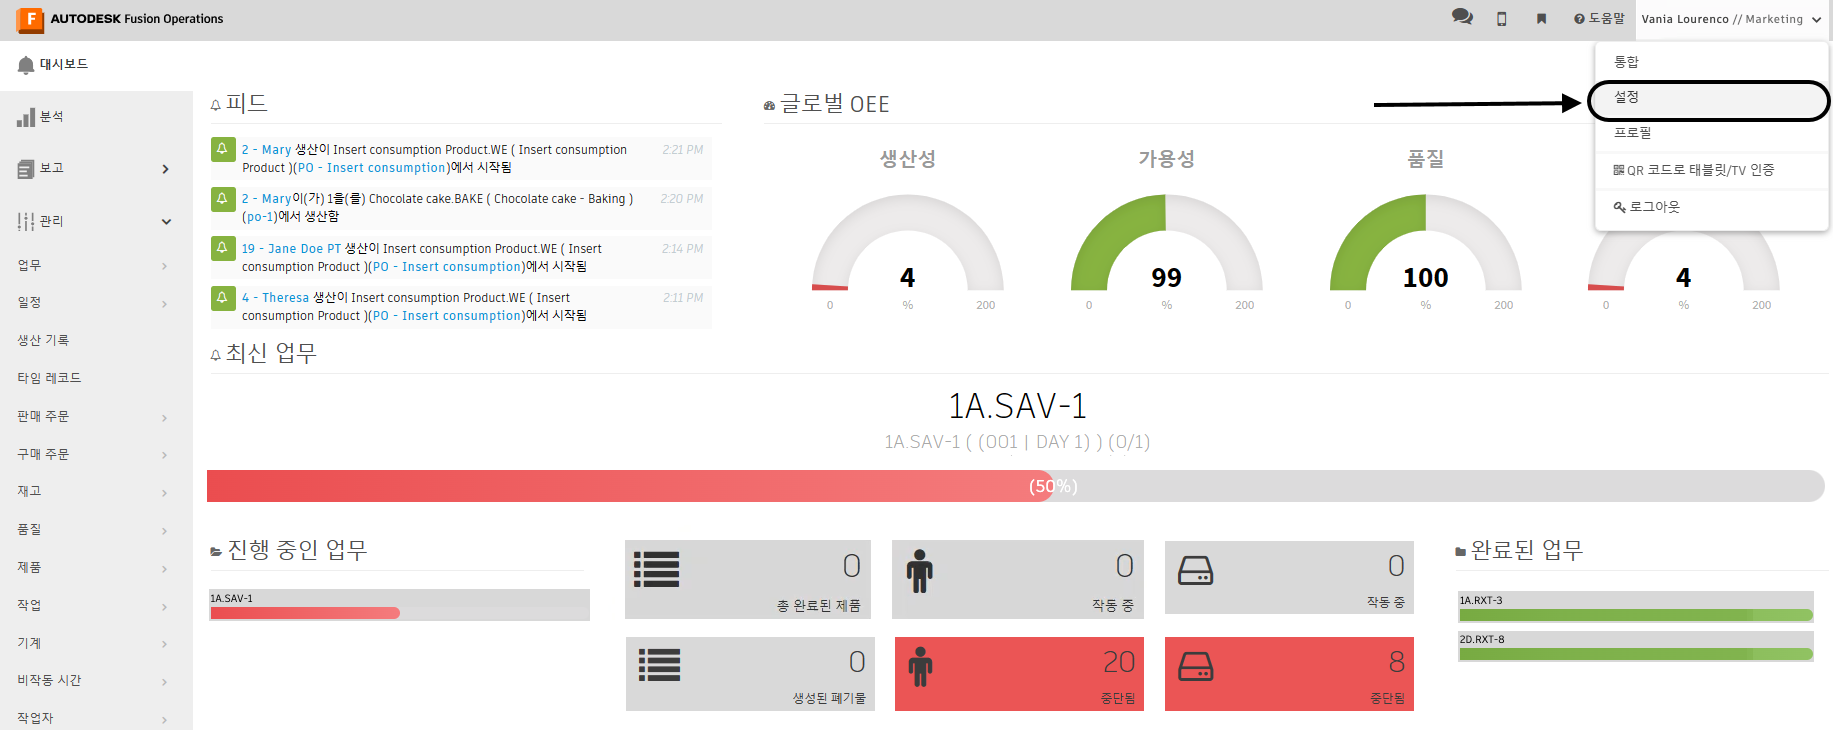 AUTODESK Fusion Operations
도움말
Vania Lourenco // Marketing
통합
설정
프로필
QR 코드로 태블릿/TV 인증
로그아웃
대시보드
분석
보고
관리
업무
일정
생산 기록
타임 레코드
판매 주문
구매 주문
재고
품질
제품
작업
기계
비작동 시간
작업자
피드
2 - Mary 생산이 Insert consumption Product.WE ( Insert consumption
Product )(PO - Insert consumption)에서 시작됨
2:21 PM
2 - Mary이(가) 1을(를) Chocolate cake.BAKE ( Chocolate cake - Baking )
(po-1)에서 생산함
2:20 PM
19 - Jane Doe PT 생산이 Insert consumption Product.WE ( Insert
consumption Product )(PO - Insert consumption)에서 시작됨
2:14 PM
4 - Theresa 생산이 Insert consumption Product.WE ( Insert
consumption Product )(PO - Insert consumption)에서 시작됨
2:11 PM
글로벌 OEE
생산성
4
0 % 200
가용성
99
0 % 200
품질
100
0 % 200
4
0 % 200
최신 업무
1A.SAV-1
1A.SAV-1 ( (001 | DAY 1) ) (0/1)
(50%)
진행 중인 업무
1A.SAV-1
0
총 완료된 제품
0
작동 중
0
작동 중
0
생성된 폐기물
20
중단됨
8
중단됨
완료된 업무
1A.RXT-3
2D.RXT-8